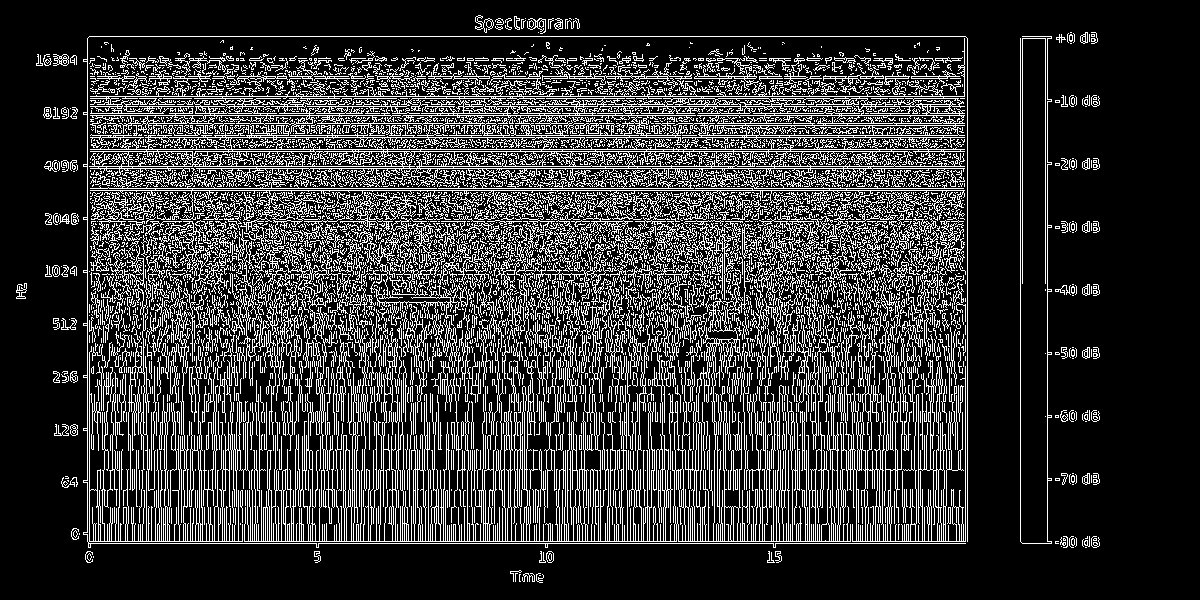 Spectrogram
16384
8192
4096
2048
1024
512
256
128
64
0
Hz
0
5
10
15
Time
+0 dB
-10 dB
-20 dB
-30 dB
-40 dB
-50 dB
-60 dB
-70 dB
-80 dB